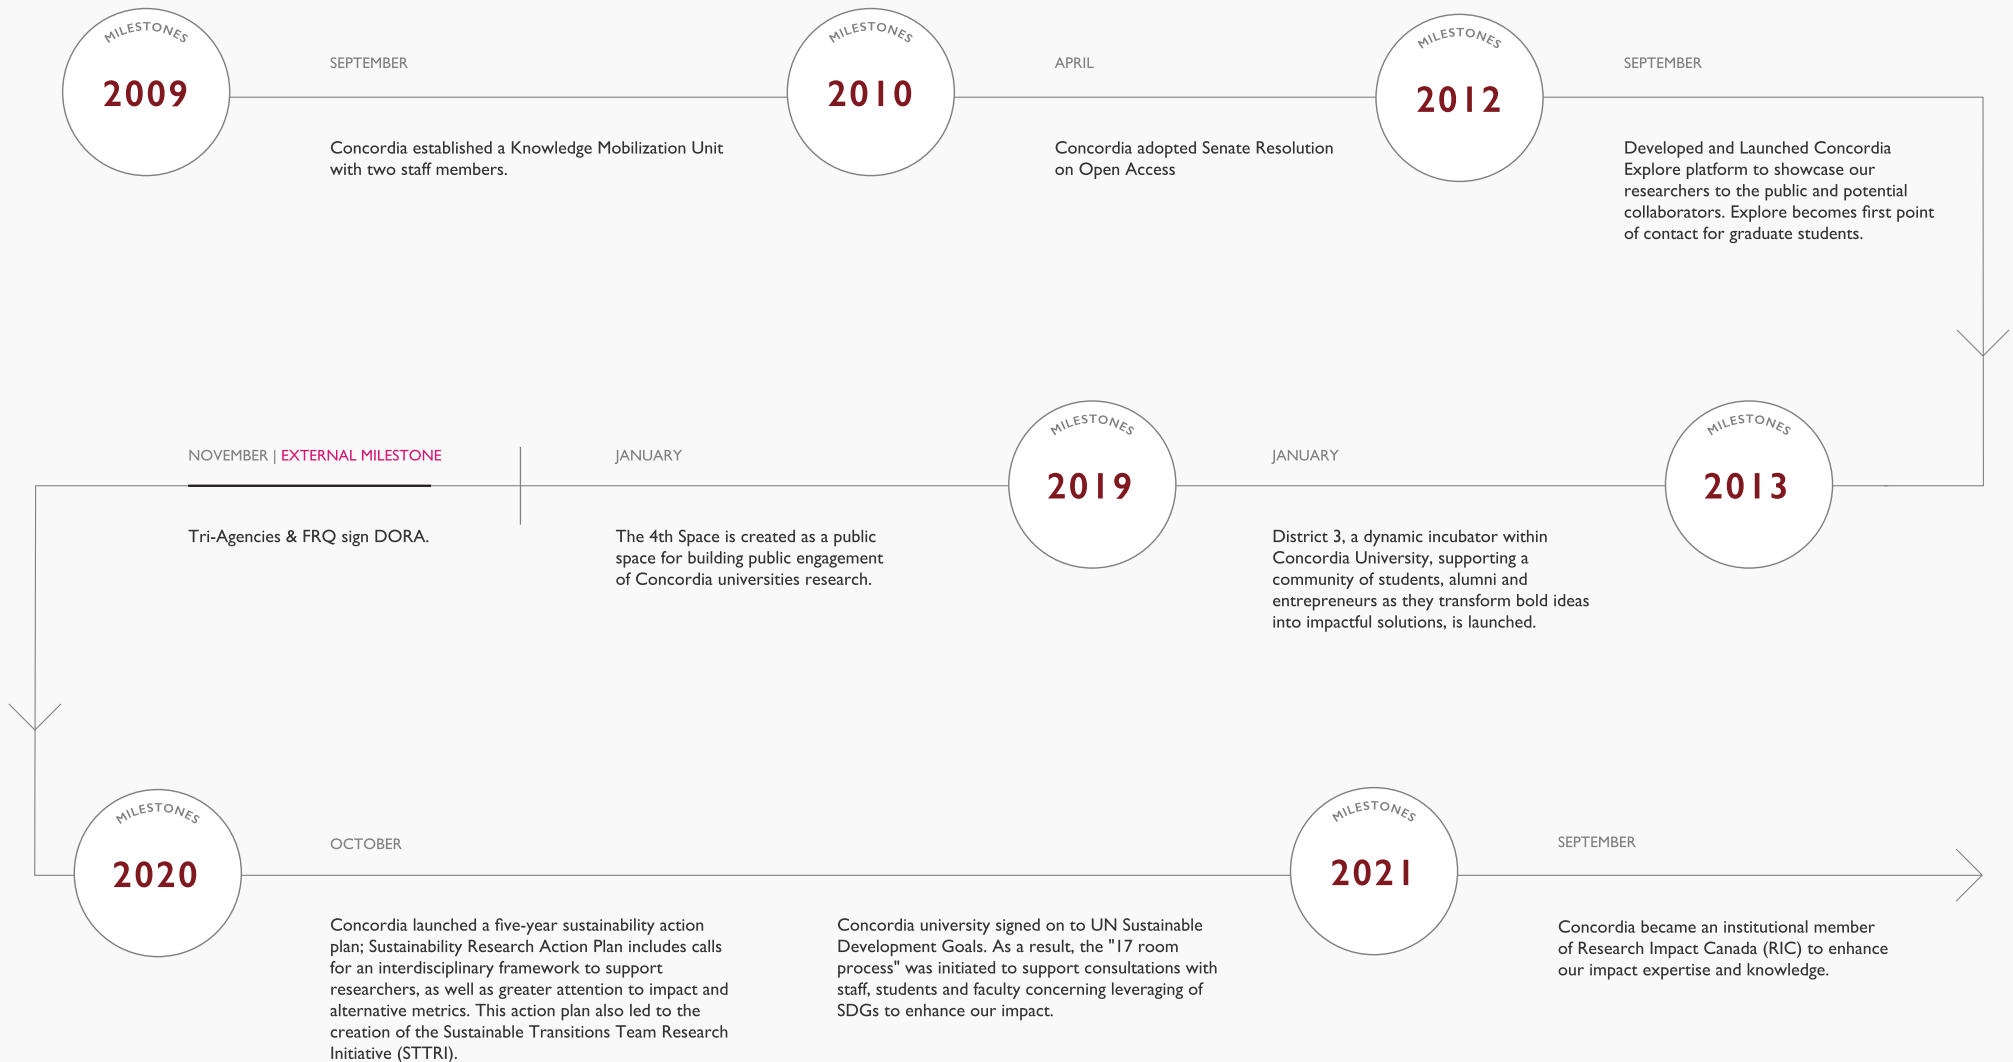 MILESTONES
2009
SEPTEMBER
Concordia established a Knowledge Mobilization Unit
with two staff members.
MILESTONES
2010
APRIL
Concordia adopted Senate Resolution
on Open Access
MILESTONES
2012
SEPTEMBER
Developed and Launched Concordia
Explore platform to showcase our
researchers to the public and potential
collaborators. Explore becomes first point
of contact for graduate students.
MILESTONES
2013
JANUARY
District 3, a dynamic incubator within
Concordia University, supporting a
community of students, alumni and
entrepreneurs as they transform bold ideas
into impactful solutions, is launched.
MILESTONES
2019
JANUARY
The 4th Space is created as a public
space for building public engagement
of Concordia universities research.
NOVEMBER | EXTERNAL MILESTONE
Tri-Agencies & FRQ sign DORA.
MILESTONES
2020
OCTOBER
Concordia launched a five-year sustainability action
plan; Sustainability Research Action Plan includes calls
for an interdisciplinary framework to support
researchers, as well as greater attention to impact and
alternative metrics. This action plan also led to the
creation of the Sustainable Transitions Team Research
Initiative (STTRI).
Concordia university signed on to UN Sustainable
Development Goals. As a result, the "17 room
process" was initiated to support consultations with
staff, students and faculty concerning leveraging of
SDGs to enhance our impact.
MILESTONES
2021
SEPTEMBER
Concordia became an institutional member
of Research Impact Canada (RIC) to enhance
our impact expertise and knowledge.